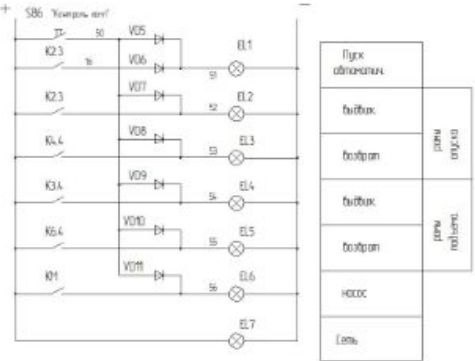 +
−
SB6 "Контроль ламп"
50
VD5
K2.3
16
VD6
EL1
51
Пуск
автоматич.
K2.3
VD7
EL2
52
выдвиж.
рамы
опуска
K4.4
VD8
EL3
53
возврат
K3.4
VD9
EL4
54
выдвиж.
рамы
подъема
K6.4
VD10
EL5
55
возврат
KM1
VD11
EL6
56
насос
EL7
Сеть